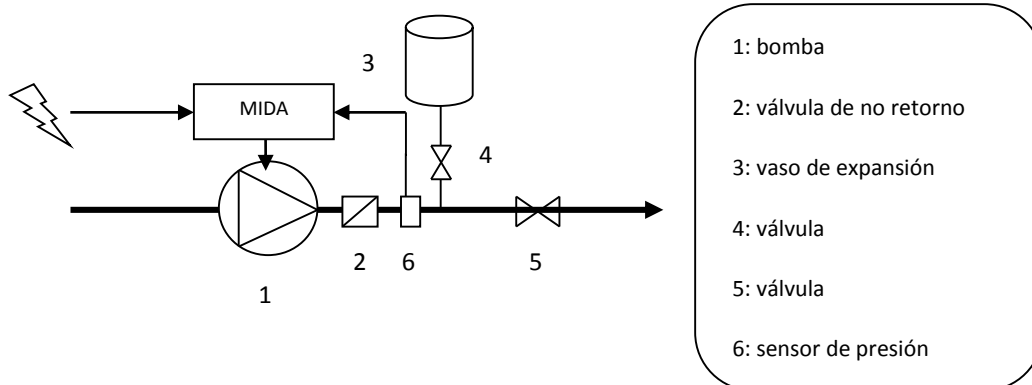 3
MIDA
4
2
6
5
1
1: bomba
2: válvula de no retorno
3: vaso de expansión
4: válvula
5: válvula
6: sensor de presión